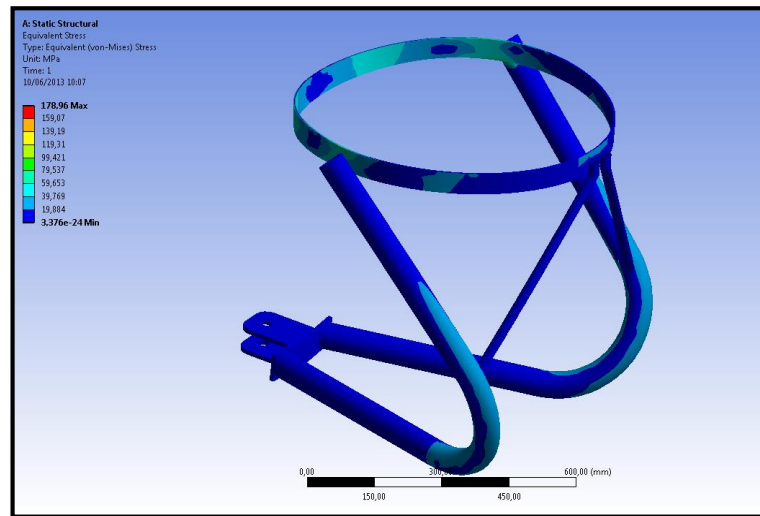 A: Static Structural
Equivalent Stress
Type: Equivalent (von-Mises) Stress
Unit: MPa
Time: 1
10/06/2013 10:07
178,96 Max
159,07
139,19
119,31
99,421
79,537
59,653
39,769
19,884
3,376e-24 Min
0,00
300,00
600,00 (mm)
150,00
450,00